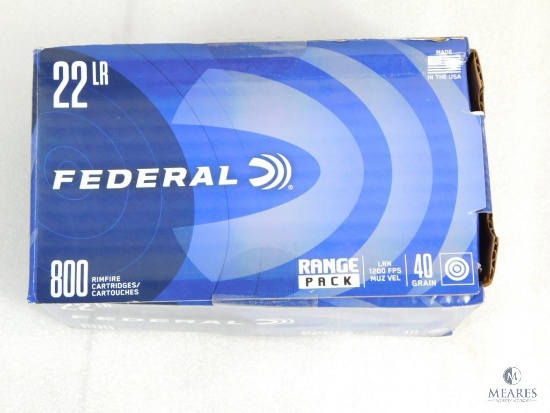 22 LR
MADE
IN THE USA
FEDERAL ®
800
RIMFIRE
CARTRIDGES/
CARTOUCHES
RANGE
PACK
LRN
1200 FPS
MUZ VEL
40
GRAIN
FEDERAL
MEARES